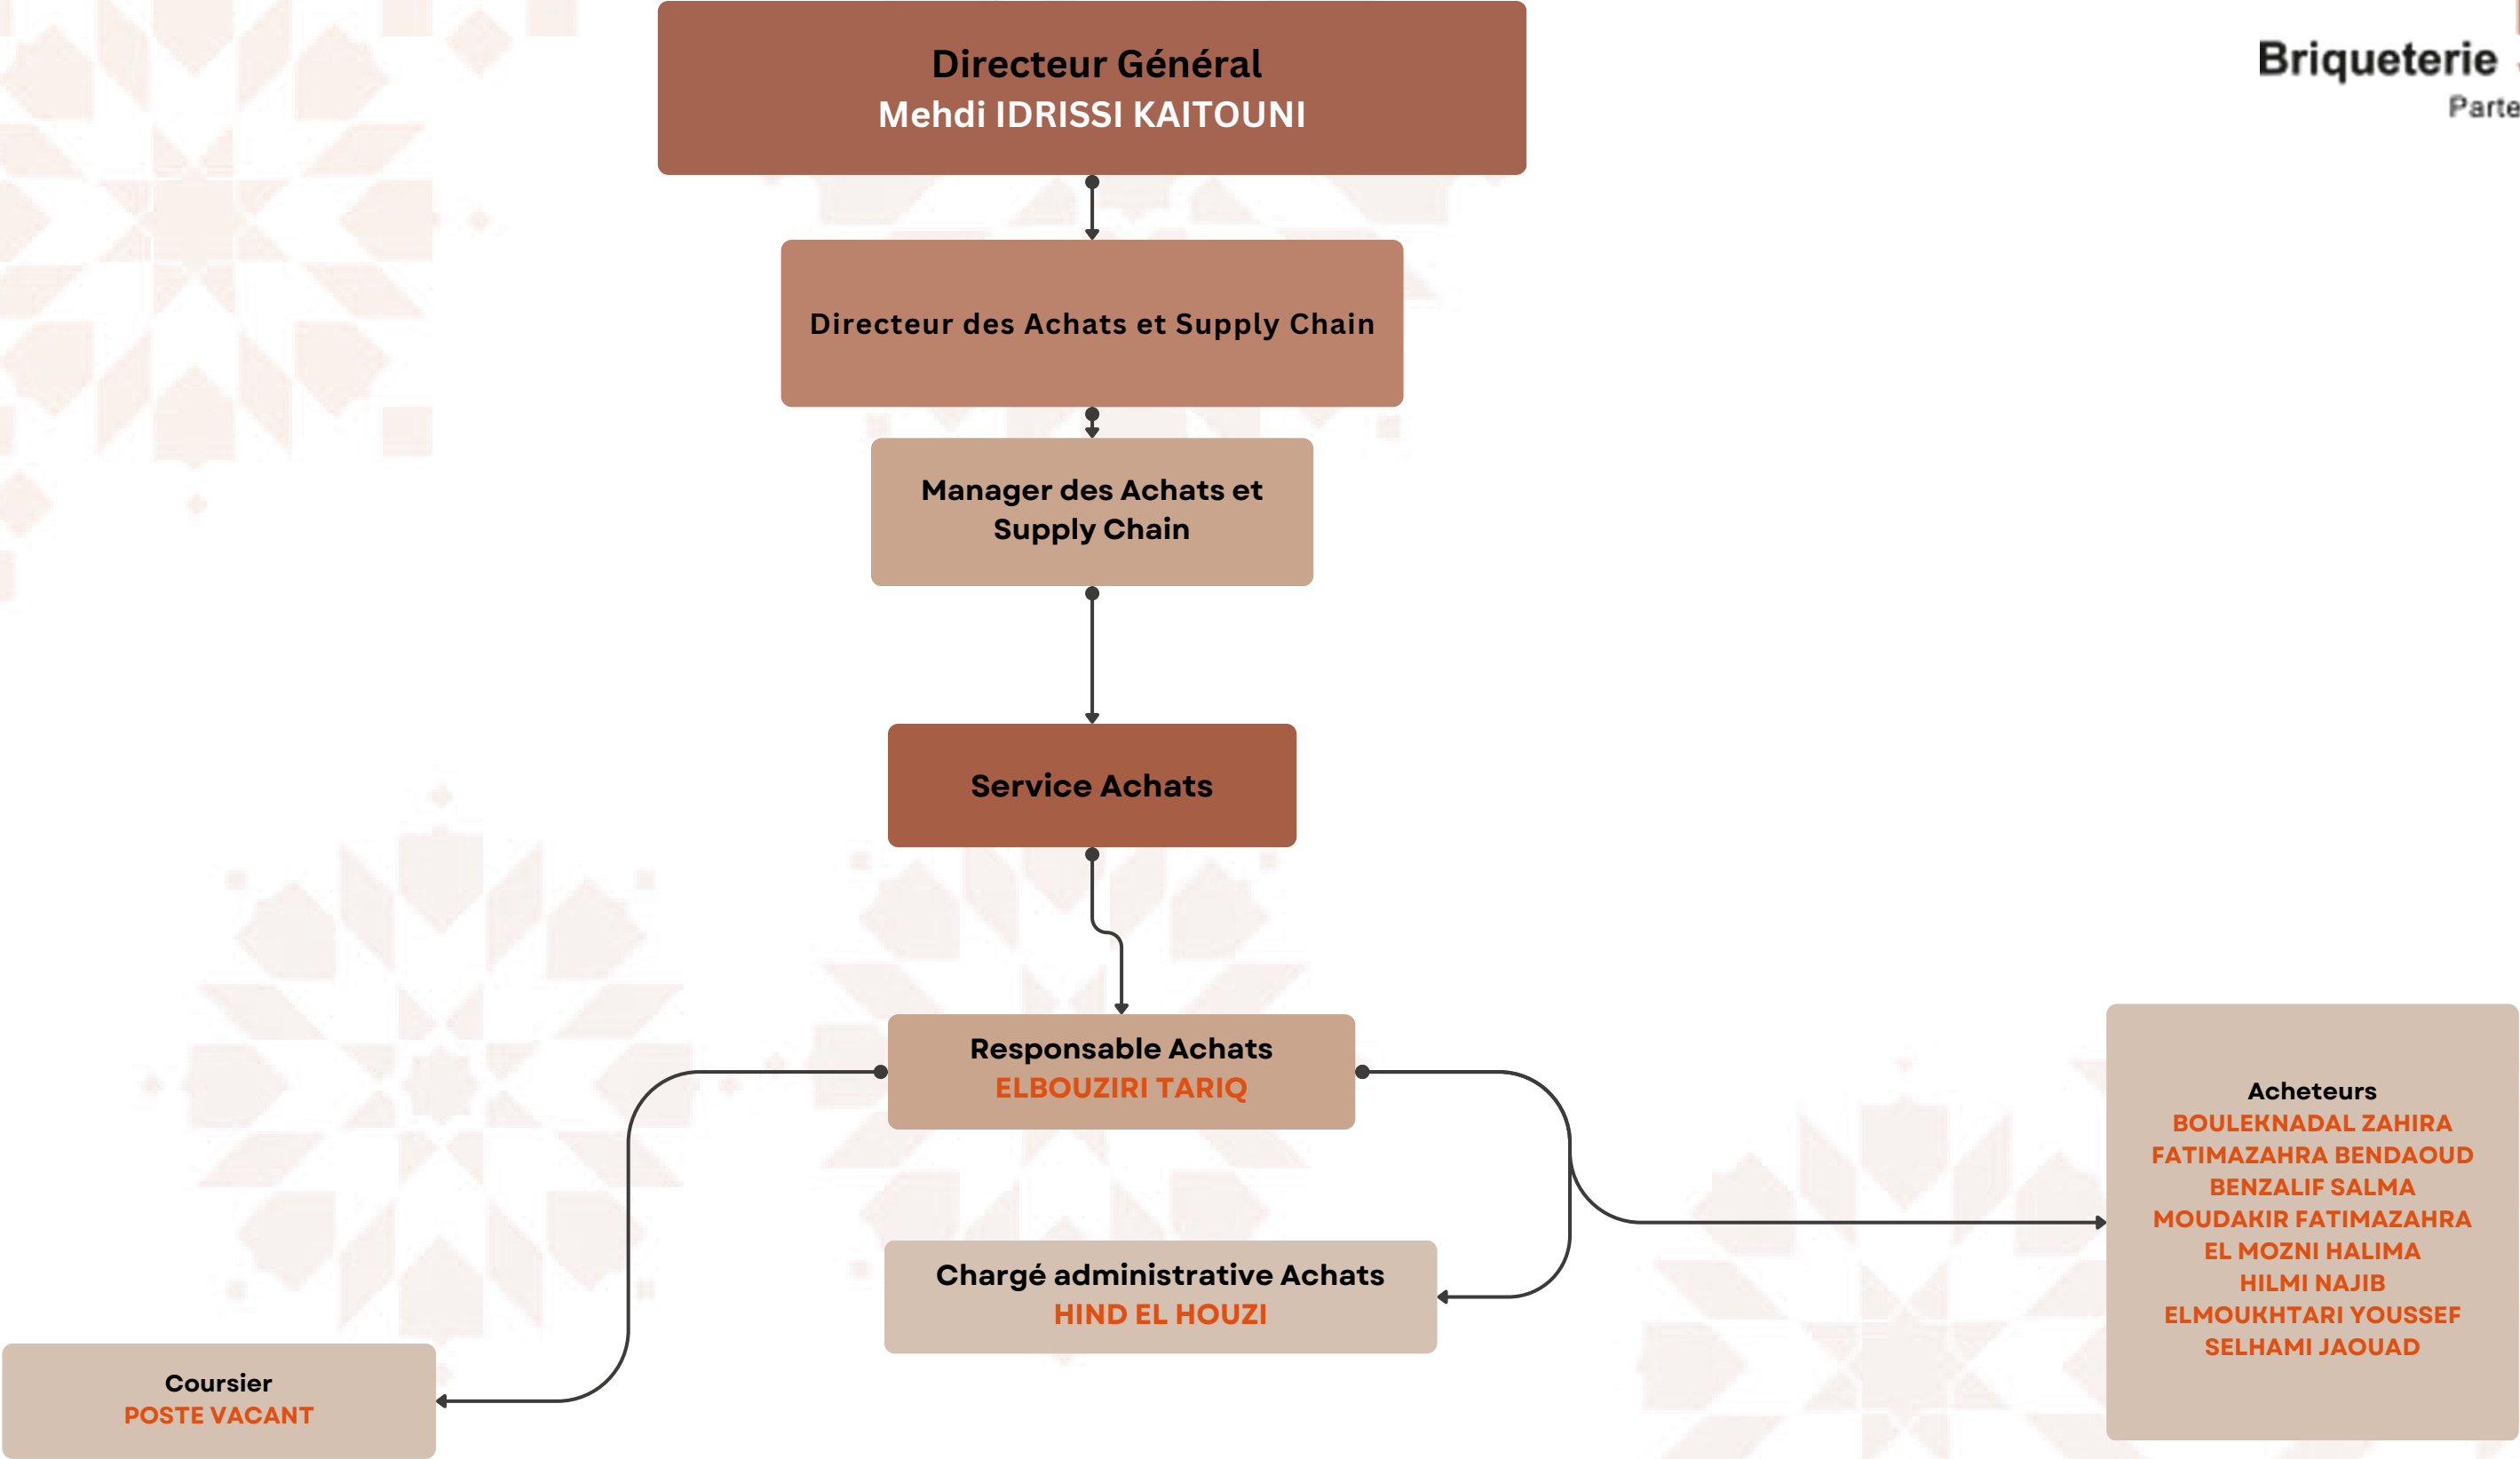 Directeur Général
Mehdi IDRISSI KAITOUNI
Briqueterie
Parte
Directeur des Achats et Supply Chain
Manager des Achats et
Supply Chain
Service Achats
Responsable Achats
ELBOUZIRI TARIQ
Chargé administrative Achats
HIND EL HOUZI
Coursier
POSTE VACANT
Acheteurs
BOULEKNADAL ZAHIRA
FATIMAZAHRA BENDAOUD
BENZALIF SALMA
MOUDAKIR FATIMAZAHRA
EL MOZNI HALIMA
HILMI NAJIB
ELMOUKHTARI YOUSSEF
SELHAMI JAOUAD